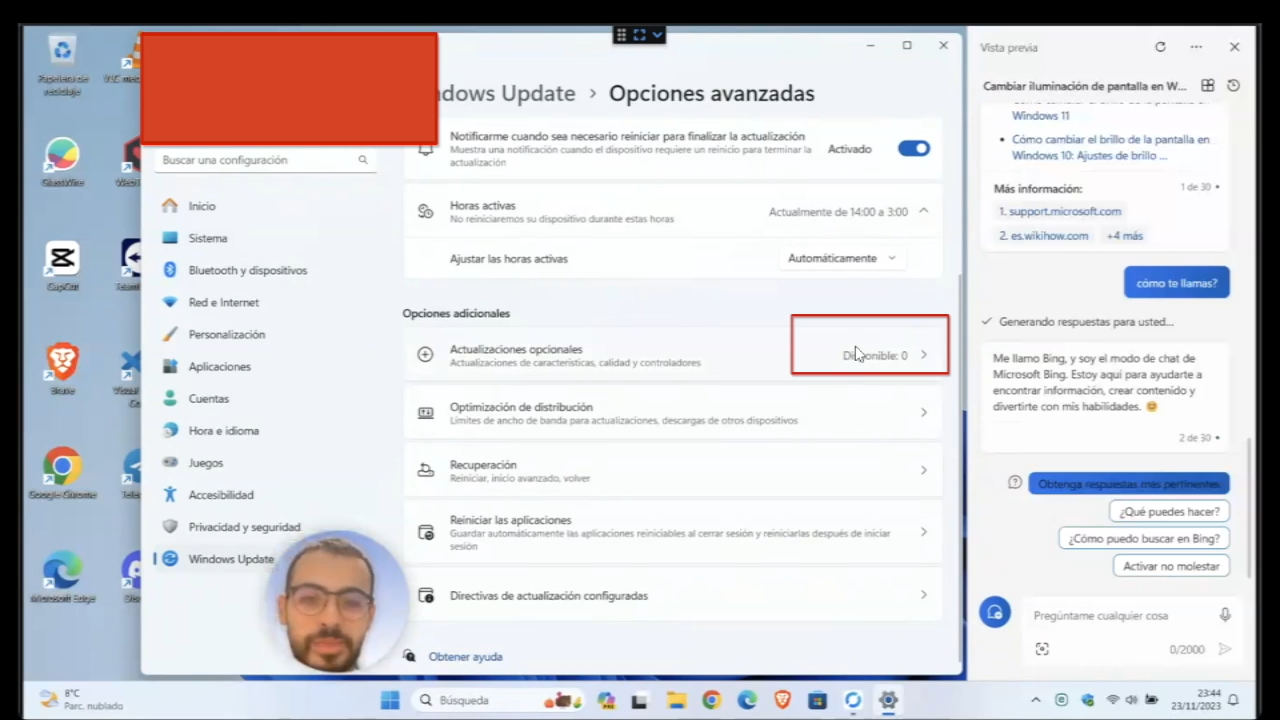 Papelera de
reciclaje
GlassWire
CapCut
Brave
Google Chrome
Microsoft Edge
Windows Update > Opciones avanzadas
Buscar una configuración
Inicio
Sistema
Bluetooth y dispositivos
Red e Internet
Personalización
Aplicaciones
Cuentas
Hora e idioma
Juegos
Accesibilidad
Privacidad y seguridad
Windows Update
Notificarme cuando sea necesario reiniciar para finalizar la actualización
Muestra una notificación cuando el dispositivo requiere un reinicio para terminar la
actualización
Activado
Horas activas
No reiniciaremos su dispositivo durante estas horas
Actualmente de 14:00 a 3:00
Ajustar las horas activas
Automáticamente
Opciones adicionales
Actualizaciones opcionales
Actualizaciones de características, calidad y controladores
Disponible: 0
Optimización de distribución
Límites de ancho de banda para actualizaciones, descargas de otros dispositivos
Recuperación
Reiniciar, inicio avanzado, volver
Reiniciar las aplicaciones
Guardar automáticamente las aplicaciones reiniciables al cerrar sesión y reiniciarlas después de iniciar
sesión
Directivas de actualización configuradas
Obtener ayuda
Vista previa
Cambiar iluminación de pantalla en W...
Windows 11
• Cómo cambiar el brillo de la pantalla en
Windows 10: Ajustes de brillo ...
Más información:
1 de 30
1. support.microsoft.com
2. es.wikihow.com
+4 más
cómo te llamas?
Generando respuestas para usted...
Me llamo Bing, y soy el modo de chat de
Microsoft Bing. Estoy aquí para ayudarte a
encontrar información, crear contenido y
divertirte con mis habilidades. 😊
2 de 30
Obtenga respuestas más pertinentes
¿Qué puedes hacer?
¿Cómo puedo buscar en Bing?
Activar no molestar
Pregúntame cualquier cosa
0/2000
8°C
Parc. nublado
Búsqueda
23:44
23/11/2023